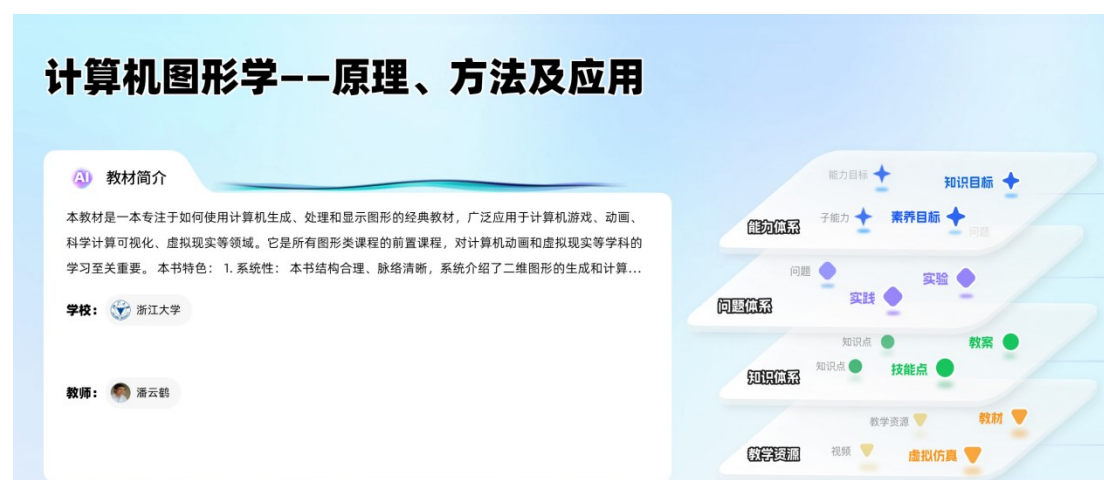 计算机图形学--原理、方法及应用
AI 教材简介
本教材是一本专注于如何使用计算机生成、处理和显示图形的经典教材，广泛应用于计算机游戏、动画、
科学计算可视化、虚拟现实等领域。它是所有图形类课程的前置课程，对计算机动画和虚拟现实等学科的
学习至关重要。 本书特色： 1. 系统性： 本书结构合理、脉络清晰，系统介绍了二维图形的生成和计算...
学校： 浙江大学
教师： 潘云鹤
能力目标 知识目标
能力体系 子能力 素养目标 问题
问题 实验
问题体系 实践
知识点 教案
知识体系 知识点 技能点
教学资源 教材
教学资源 视频 虚拟仿真